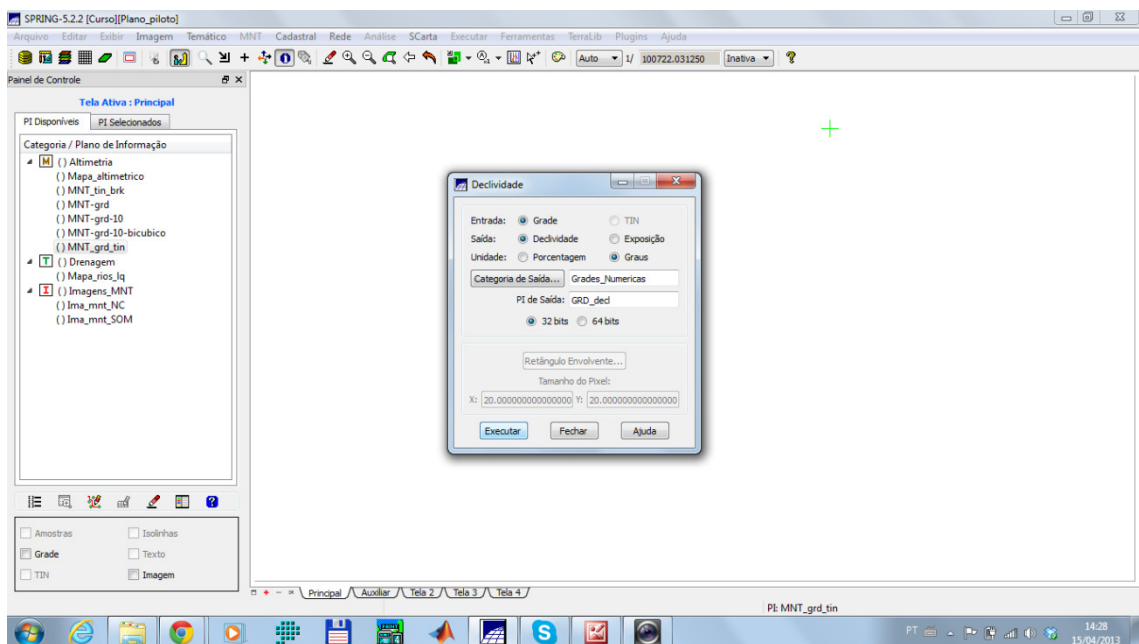 SPRING-5.2.2 [Curso][Plano_piloto]
Arquivo Editar Exibir Imagem Temático MNT Cadastral Rede Análise SCarta Executar Ferramentas TerraLib Plugins Ajuda
Auto 1/ 100722.031250 Inativa
Painel de Controle
Tela Ativa : Principal
PI Disponíveis PI Selecionados
Categoria / Plano de Informação
M () Altimetria
() Mapa_altimetrico
() MNT_tin_brk
() MNT-grd
() MNT-grd-10
() MNT-grd-10-bicubico
() MNT_grd_tin
T () Drenagem
() Mapa_rios_lq
I () Imagens_MNT
() Ima_mnt_NC
() Ima_mnt_SOM
Amostras Isolinhas
Grade Texto
TIN Imagem
Declividade
Entrada: Grade TIN
Saída: Declividade Exposição
Unidade: Porcentagem Graus
Categoria de Saída... Grades_Numericas
PI de Saída: GRD_decl
32 bits 64 bits
Retângulo Envolvente...
Tamanho do Pixel:
X: 20.00000000000000 Y: 20.00000000000000
Executar Fechar Ajuda
Principal Auxiliar Tela 2 Tela 3 Tela 4
PI: MNT_grd_tin
PT 14:28
15/04/2013